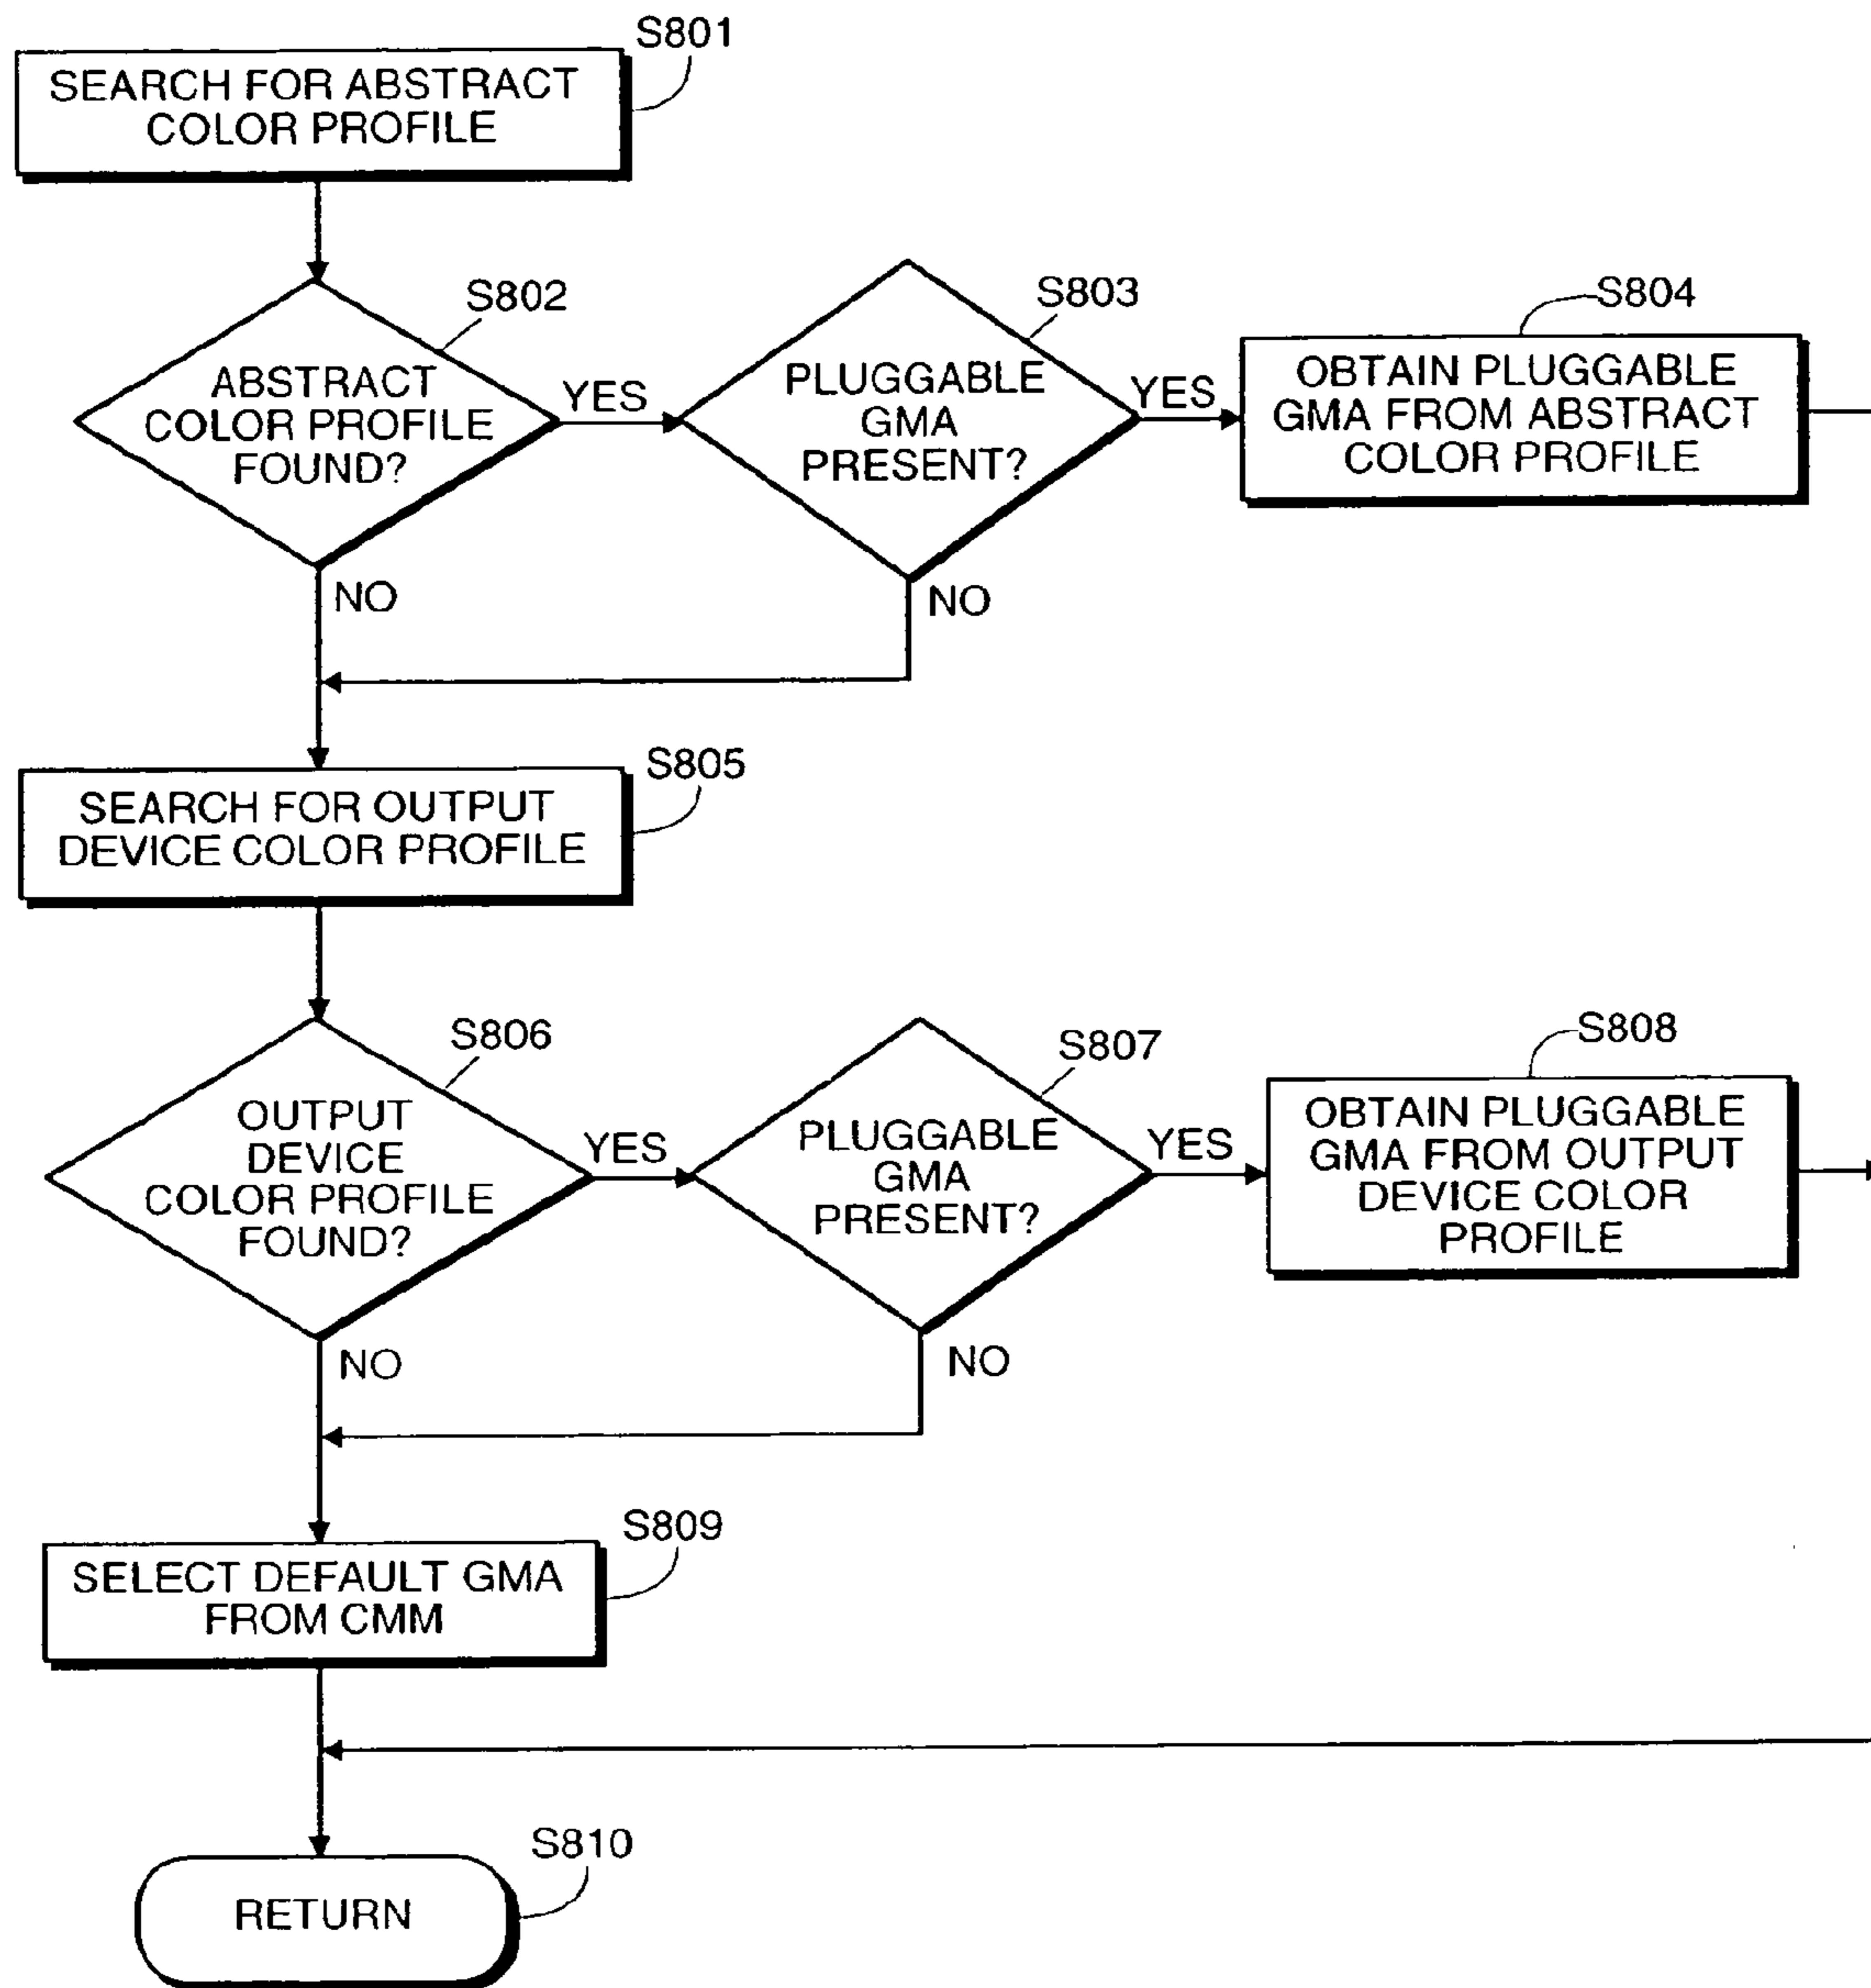 S801
SEARCH FOR ABSTRACT
COLOR PROFILE
S802
ABSTRACT
COLOR PROFILE
FOUND?
YES
NO
S803
PLUGGABLE
GMA
PRESENT?
YES
NO
S804
OBTAIN PLUGGABLE
GMA FROM ABSTRACT
COLOR PROFILE
S805
SEARCH FOR OUTPUT
DEVICE COLOR PROFILE
S806
OUTPUT
DEVICE
COLOR PROFILE
FOUND?
YES
NO
S807
PLUGGABLE
GMA
PRESENT?
YES
NO
S808
OBTAIN PLUGGABLE
GMA FROM OUTPUT
DEVICE COLOR
PROFILE
S809
SELECT DEFAULT GMA
FROM CMM
S810
RETURN